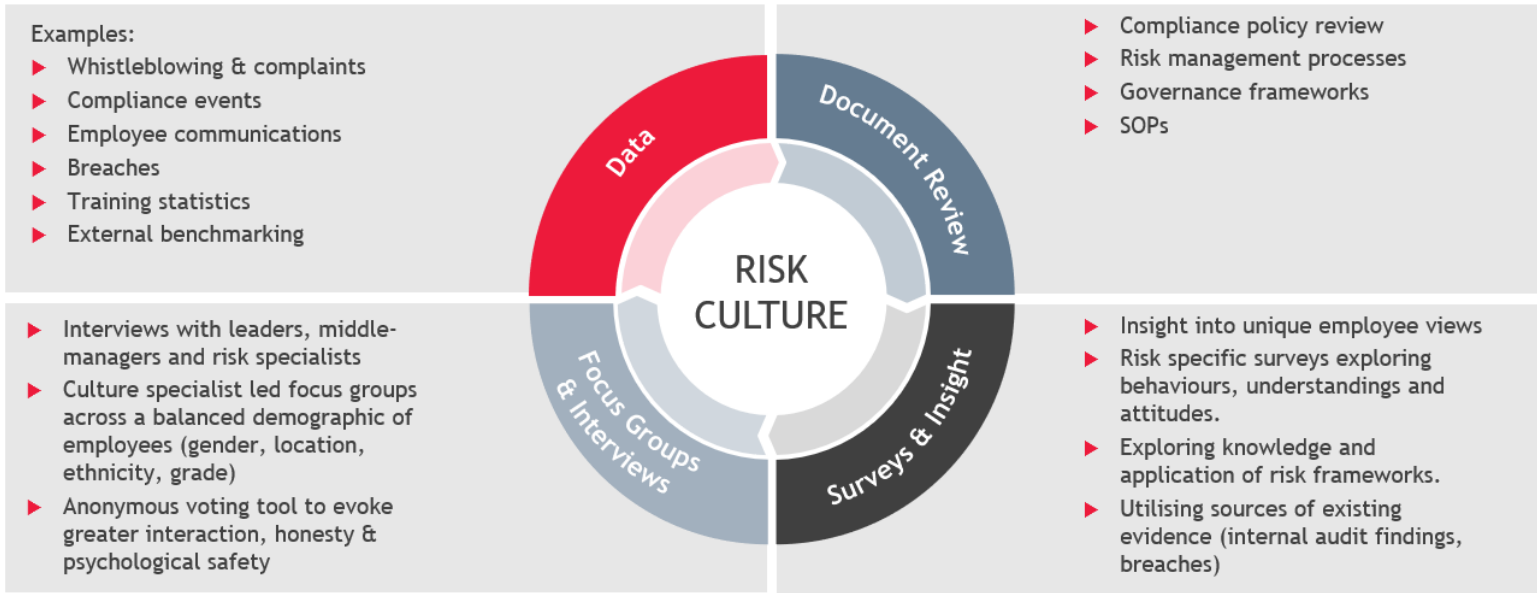 Examples:
Whistleblowing & complaints
Compliance events
Employee communications
Breaches
Training statistics
External benchmarking
Data
Document Review
Compliance policy review
Risk management processes
Governance frameworks
SOPs
RISK
CULTURE
Interviews with leaders, middle-
managers and risk specialists
Culture specialist led focus groups
across a balanced demographic of
employees (gender, location,
ethnicity, grade)
Anonymous voting tool to evoke
greater interaction, honesty &
psychological safety
Focus Groups
& Interviews
Surveys & Insight
Insight into unique employee views
Risk specific surveys exploring
behaviours, understandings and
attitudes.
Exploring knowledge and
application of risk frameworks.
Utilising sources of existing
evidence (internal audit findings,
breaches)